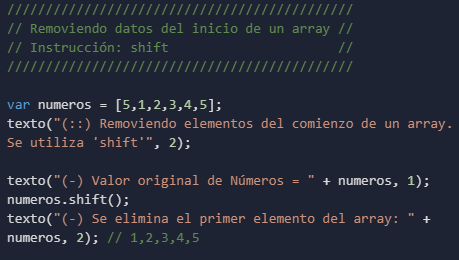 /////////////////////////////////////////////
// Removiendo datos del inicio de un array //
// Instrucción: shift                      //
/////////////////////////////////////////////

var numeros = [5,1,2,3,4,5];
texto("(::) Removiendo elementos del comienzo de un array.
Se utiliza 'shift'", 2);

texto("(-) Valor original de Números = " + numeros, 1);
numeros.shift();
texto("(-) Se elimina el primer elemento del array: " +
numeros, 2); // 1,2,3,4,5